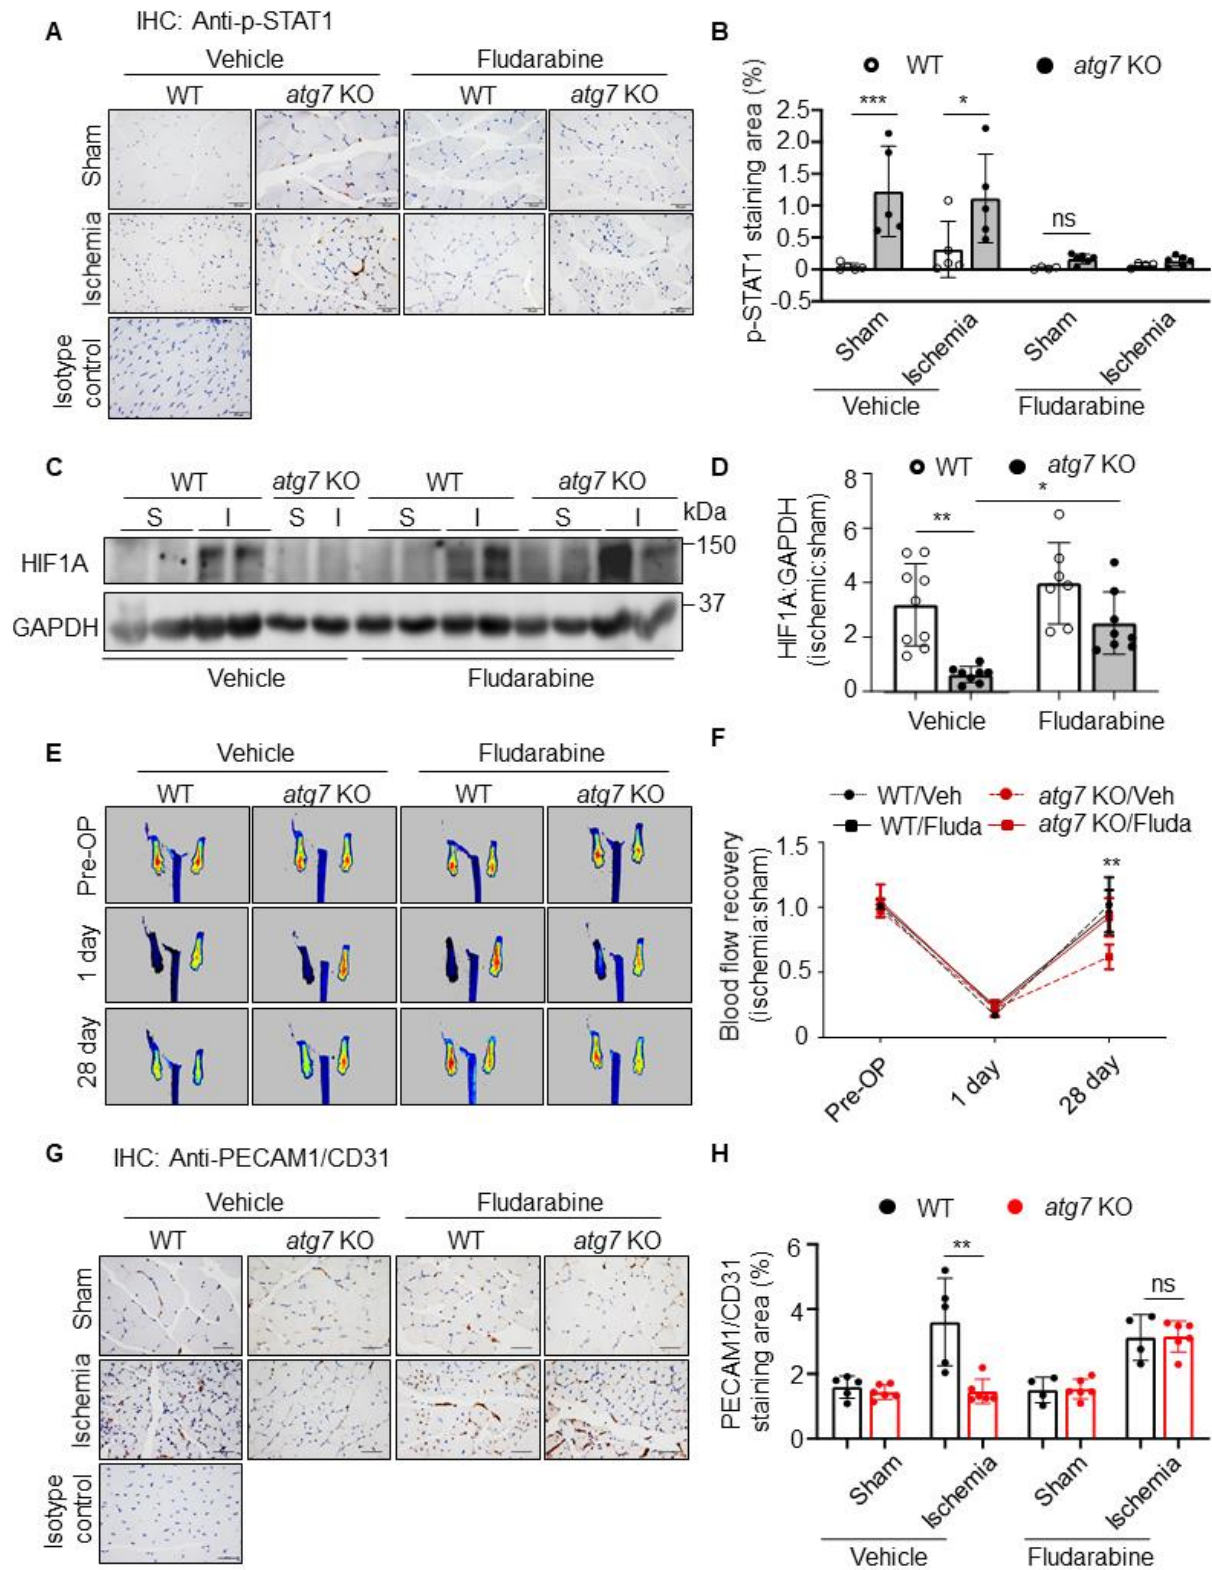 A
IHC: Anti-p-STAT1
Vehicle
Fludarabine
WT
atg7 KO
WT
atg7 KO
Sham
Ischemia
Isotype
control
B
WT
atg7 KO
p-STAT1 staining area (%)
2.5
2.0
1.5
1.0
0.5
0
-0.5
***
*
ns
Sham
Ischemia
Sham
Ischemia
Vehicle
Fludarabine
C
WT
atg7 KO
WT
atg7 KO
S
I
S
I
S
I
S
I
kDa
HIF1A
150
GAPDH
37
Vehicle
Fludarabine
D
WT
atg7 KO
HIF1A:GAPDH
(ischemic:sham)
8
6
4
2
0
**
*
Vehicle
Fludarabine
E
Vehicle
Fludarabine
WT
atg7 KO
WT
atg7 KO
Pre-OP
1 day
28 day
F
WT/Veh
atg7 KO/Veh
WT/Fluda
atg7 KO/Fluda
Blood flow recovery
(ischemia:sham)
1.5
1.0
0.5
0
**
Pre-OP
1 day
28 day
G
IHC: Anti-PECAM1/CD31
Vehicle
Fludarabine
WT
atg7 KO
WT
atg7 KO
Sham
Ischemia
Isotype
control
H
WT
atg7 KO
PECAM1/CD31
staining area (%)
6
4
2
0
**
ns
Sham
Ischemia
Sham
Ischemia
Vehicle
Fludarabine